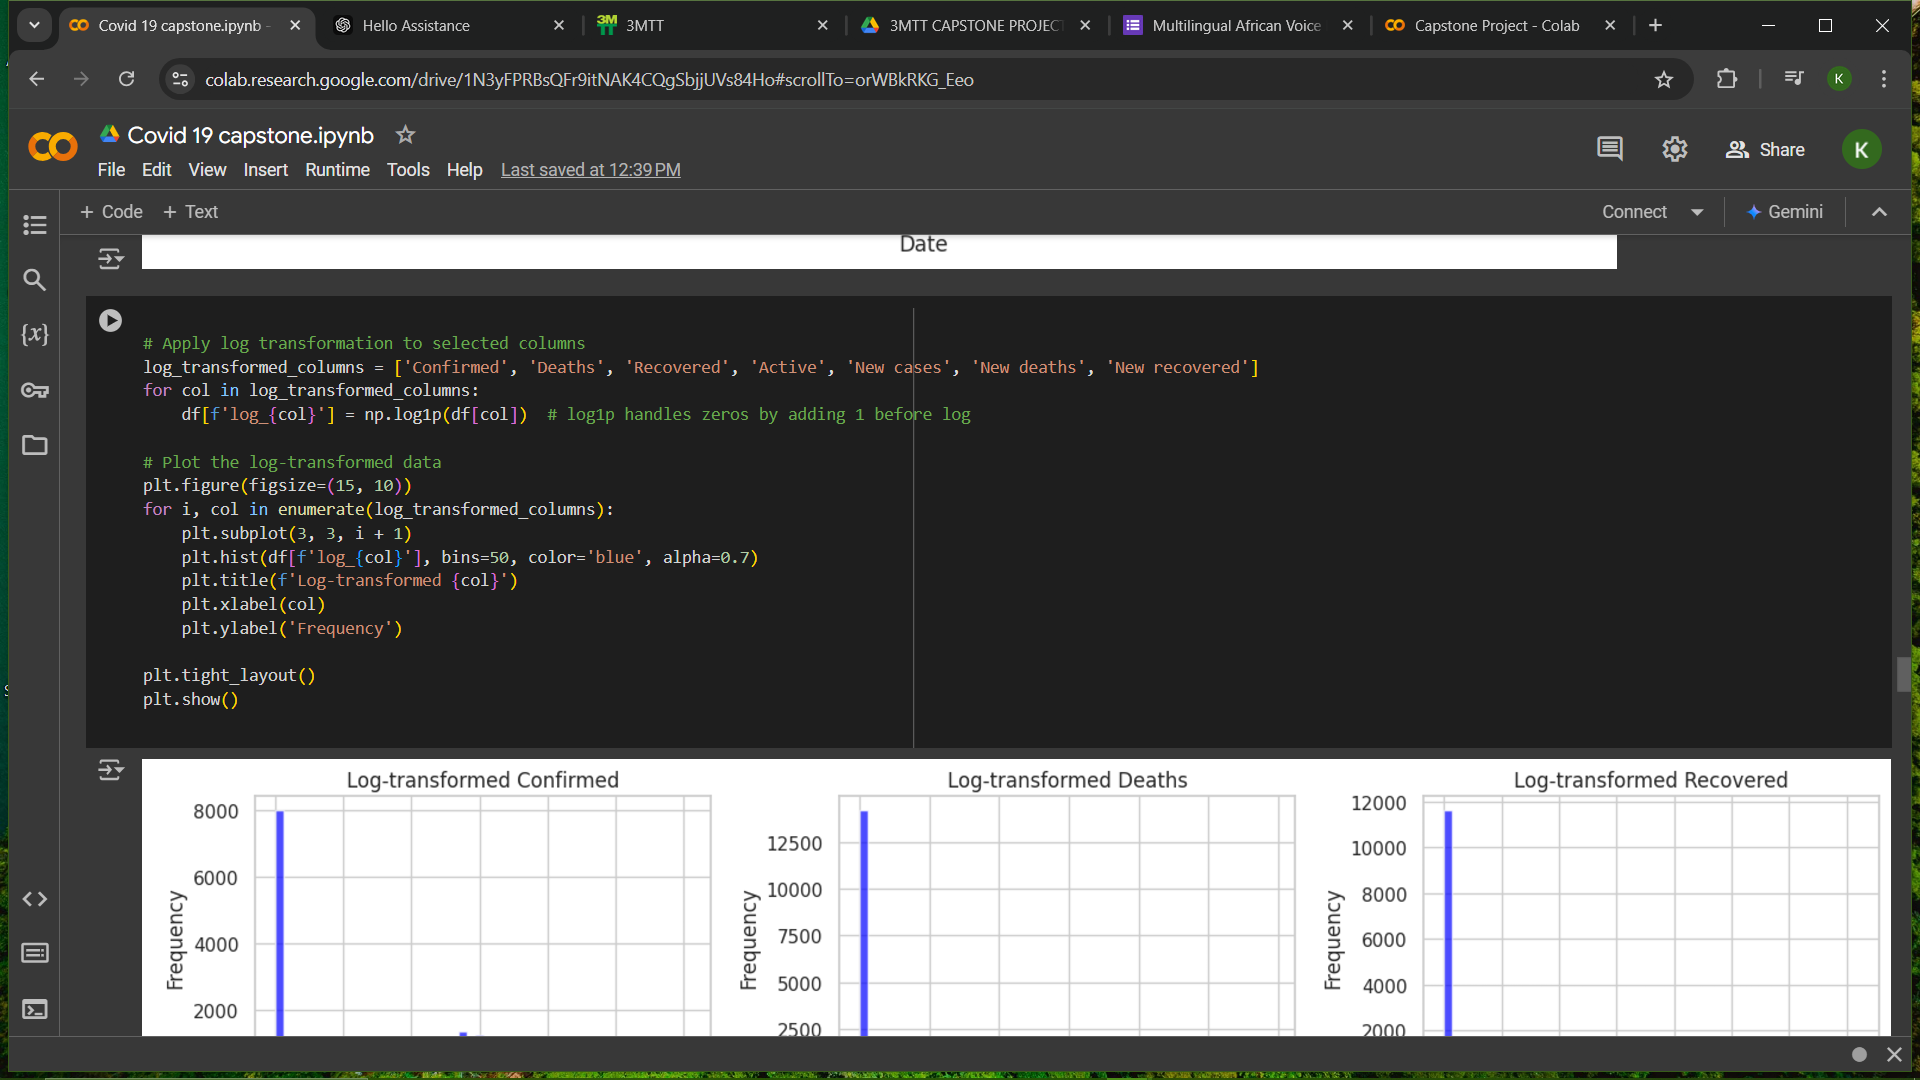 Covid 19 capstone.ipynb -
Hello Assistance
3MTT
3MTT CAPSTONE PROJECT
Multilingual African Voice
Capstone Project - Colab
colab.research.google.com/drive/1N3yFPRBsQFr9itNAK4CQgSbjjUVs84Ho#scrollTo=orWBkRKG_Eeo
K
Covid 19 capstone.ipynb
File Edit View Insert Runtime Tools Help Last saved at 12:39 PM
Share
K
+ Code + Text
Connect
Gemini
Date
# Apply log transformation to selected columns
log_transformed_columns = ['Confirmed', 'Deaths', 'Recovered', 'Active', 'New cases', 'New deaths', 'New recovered']
for col in log_transformed_columns:
    df[f'log_{col}'] = np.log1p(df[col])  # log1p handles zeros by adding 1 before log
# Plot the log-transformed data
plt.figure(figsize=(15, 10))
for i, col in enumerate(log_transformed_columns):
    plt.subplot(3, 3, i + 1)
    plt.hist(df[f'log_{col}'], bins=50, color='blue', alpha=0.7)
    plt.title(f'Log-transformed {col}')
    plt.xlabel(col)
    plt.ylabel('Frequency')
plt.tight_layout()
plt.show()
Log-transformed Confirmed
8000
6000
4000
2000
Frequency
Log-transformed Deaths
12500
10000
7500
5000
2500
Frequency
Log-transformed Recovered
12000
10000
8000
6000
4000
2000
Frequency